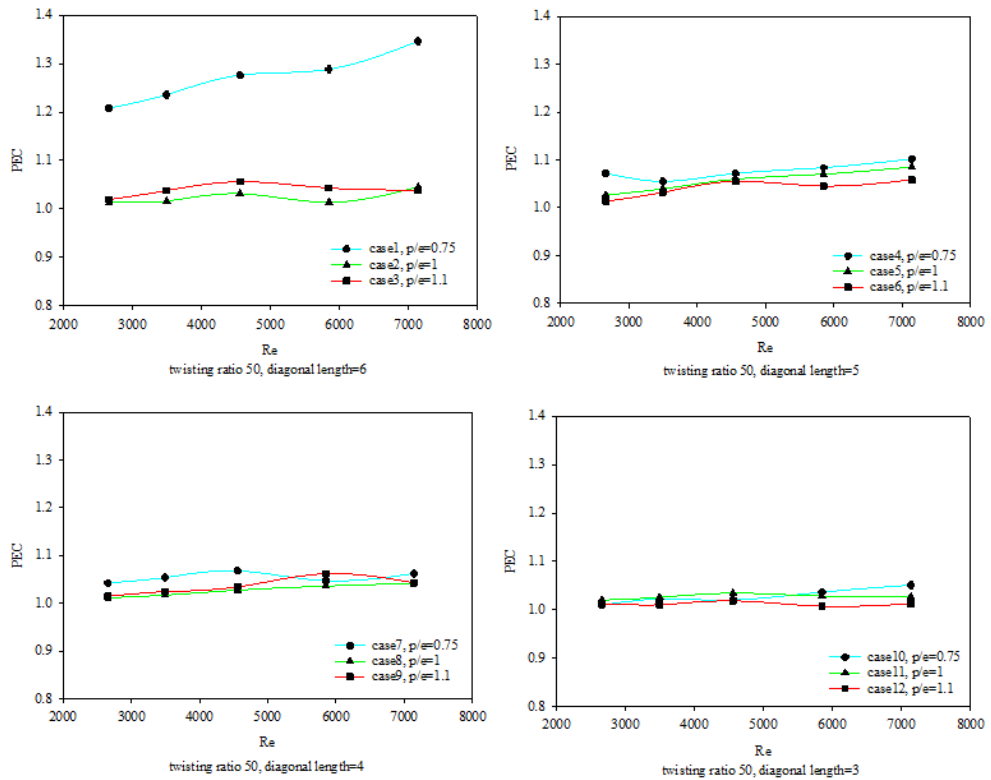 1.4
1.3
1.2
1.1
1.0
0.9
0.8
PEC
case1, p/e=0.75
case2, p/e=1
case3, p/e=1.1
2000 3000 4000 5000 6000 7000 8000
Re
twisting ratio 50, diagonal length=6
1.4
1.3
1.2
1.1
1.0
0.9
0.8
PEC
case4, p/e=0.75
case5, p/e=1
case6, p/e=1.1
2000 3000 4000 5000 6000 7000 8000
Re
twisting ratio 50, diagonal length=5
1.4
1.3
1.2
1.1
1.0
0.9
0.8
PEC
case7, p/e=0.75
case8, p/e=1
case9, p/e=1.1
2000 3000 4000 5000 6000 7000 8000
Re
twisting ratio 50, diagonal length=4
1.4
1.3
1.2
1.1
1.0
0.9
0.8
PEC
case10, p/e=0.75
case11, p/e=1
case12, p/e=1.1
2000 3000 4000 5000 6000 7000 8000
Re
twisting ratio 50, diagonal length=3